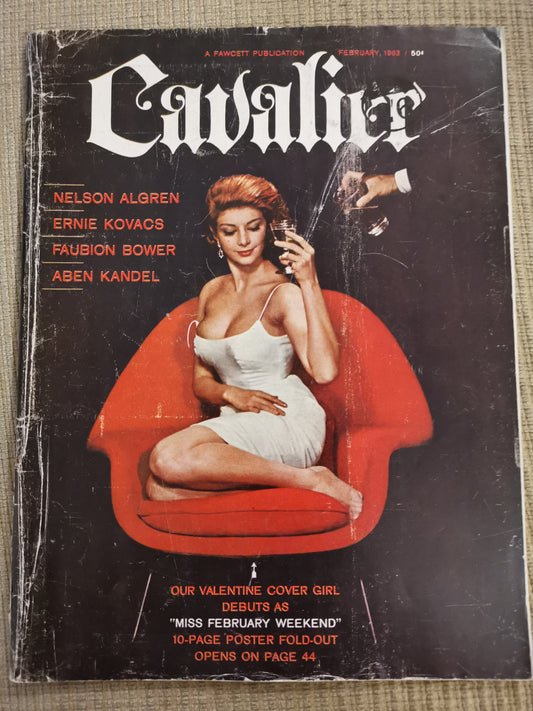 A FAWCETT PUBLICATION FEBRUARY, 1963 / 50¢
Cavalier
NELSON ALGREN
ERNIE KOVACS
FAUBION BOWER
ABEN KANDEL
OUR VALENTINE COVER GIRL
DEBUTS AS
"MISS FEBRUARY WEEKEND"
10-PAGE POSTER FOLD-OUT
OPENS ON PAGE 44